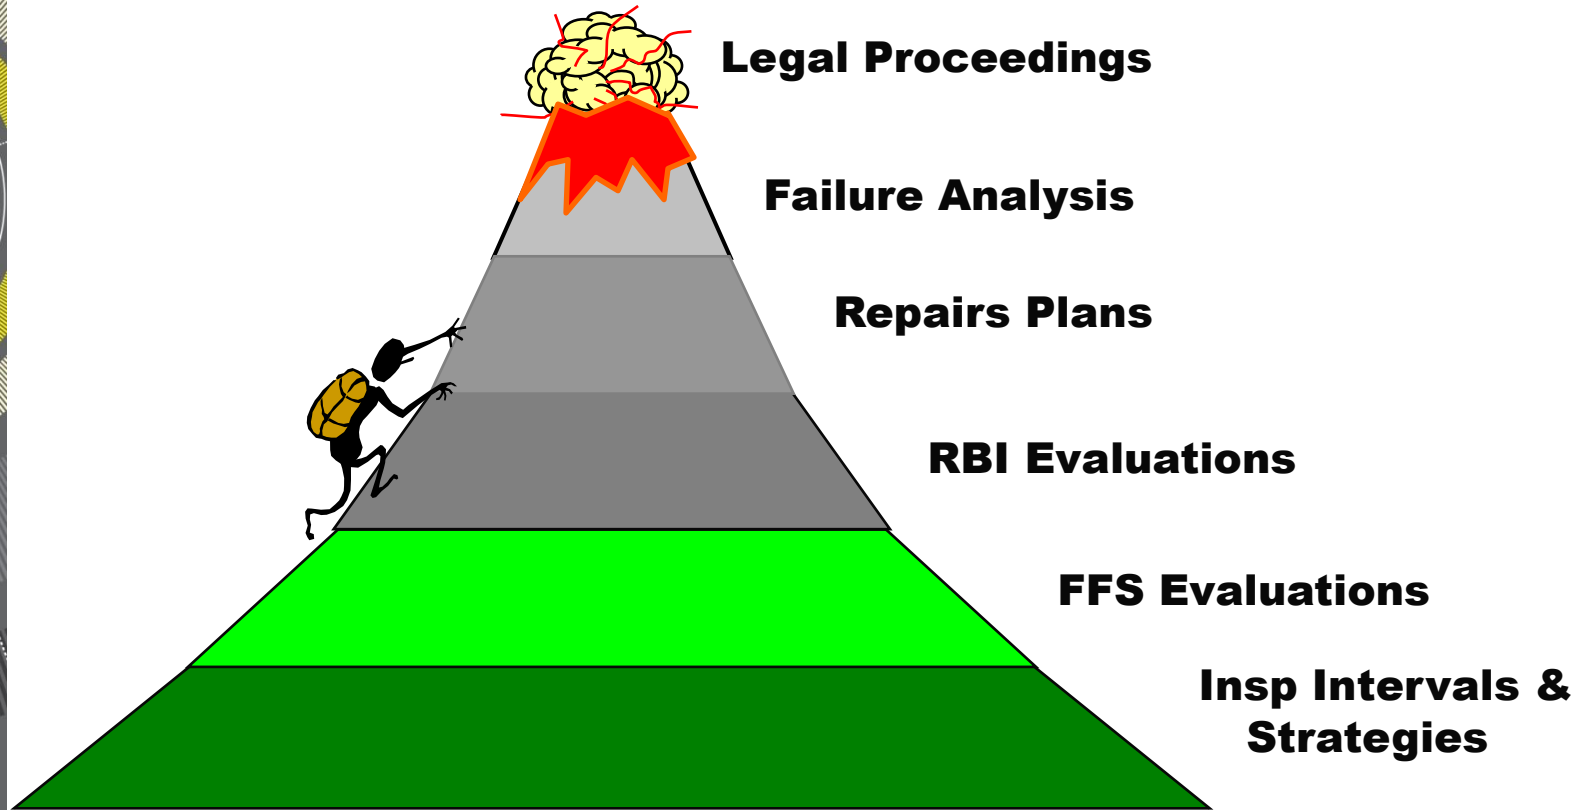 Legal Proceedings
Failure Analysis
Repairs Plans
RBI Evaluations
FFS Evaluations
Insp Intervals &
Strategies